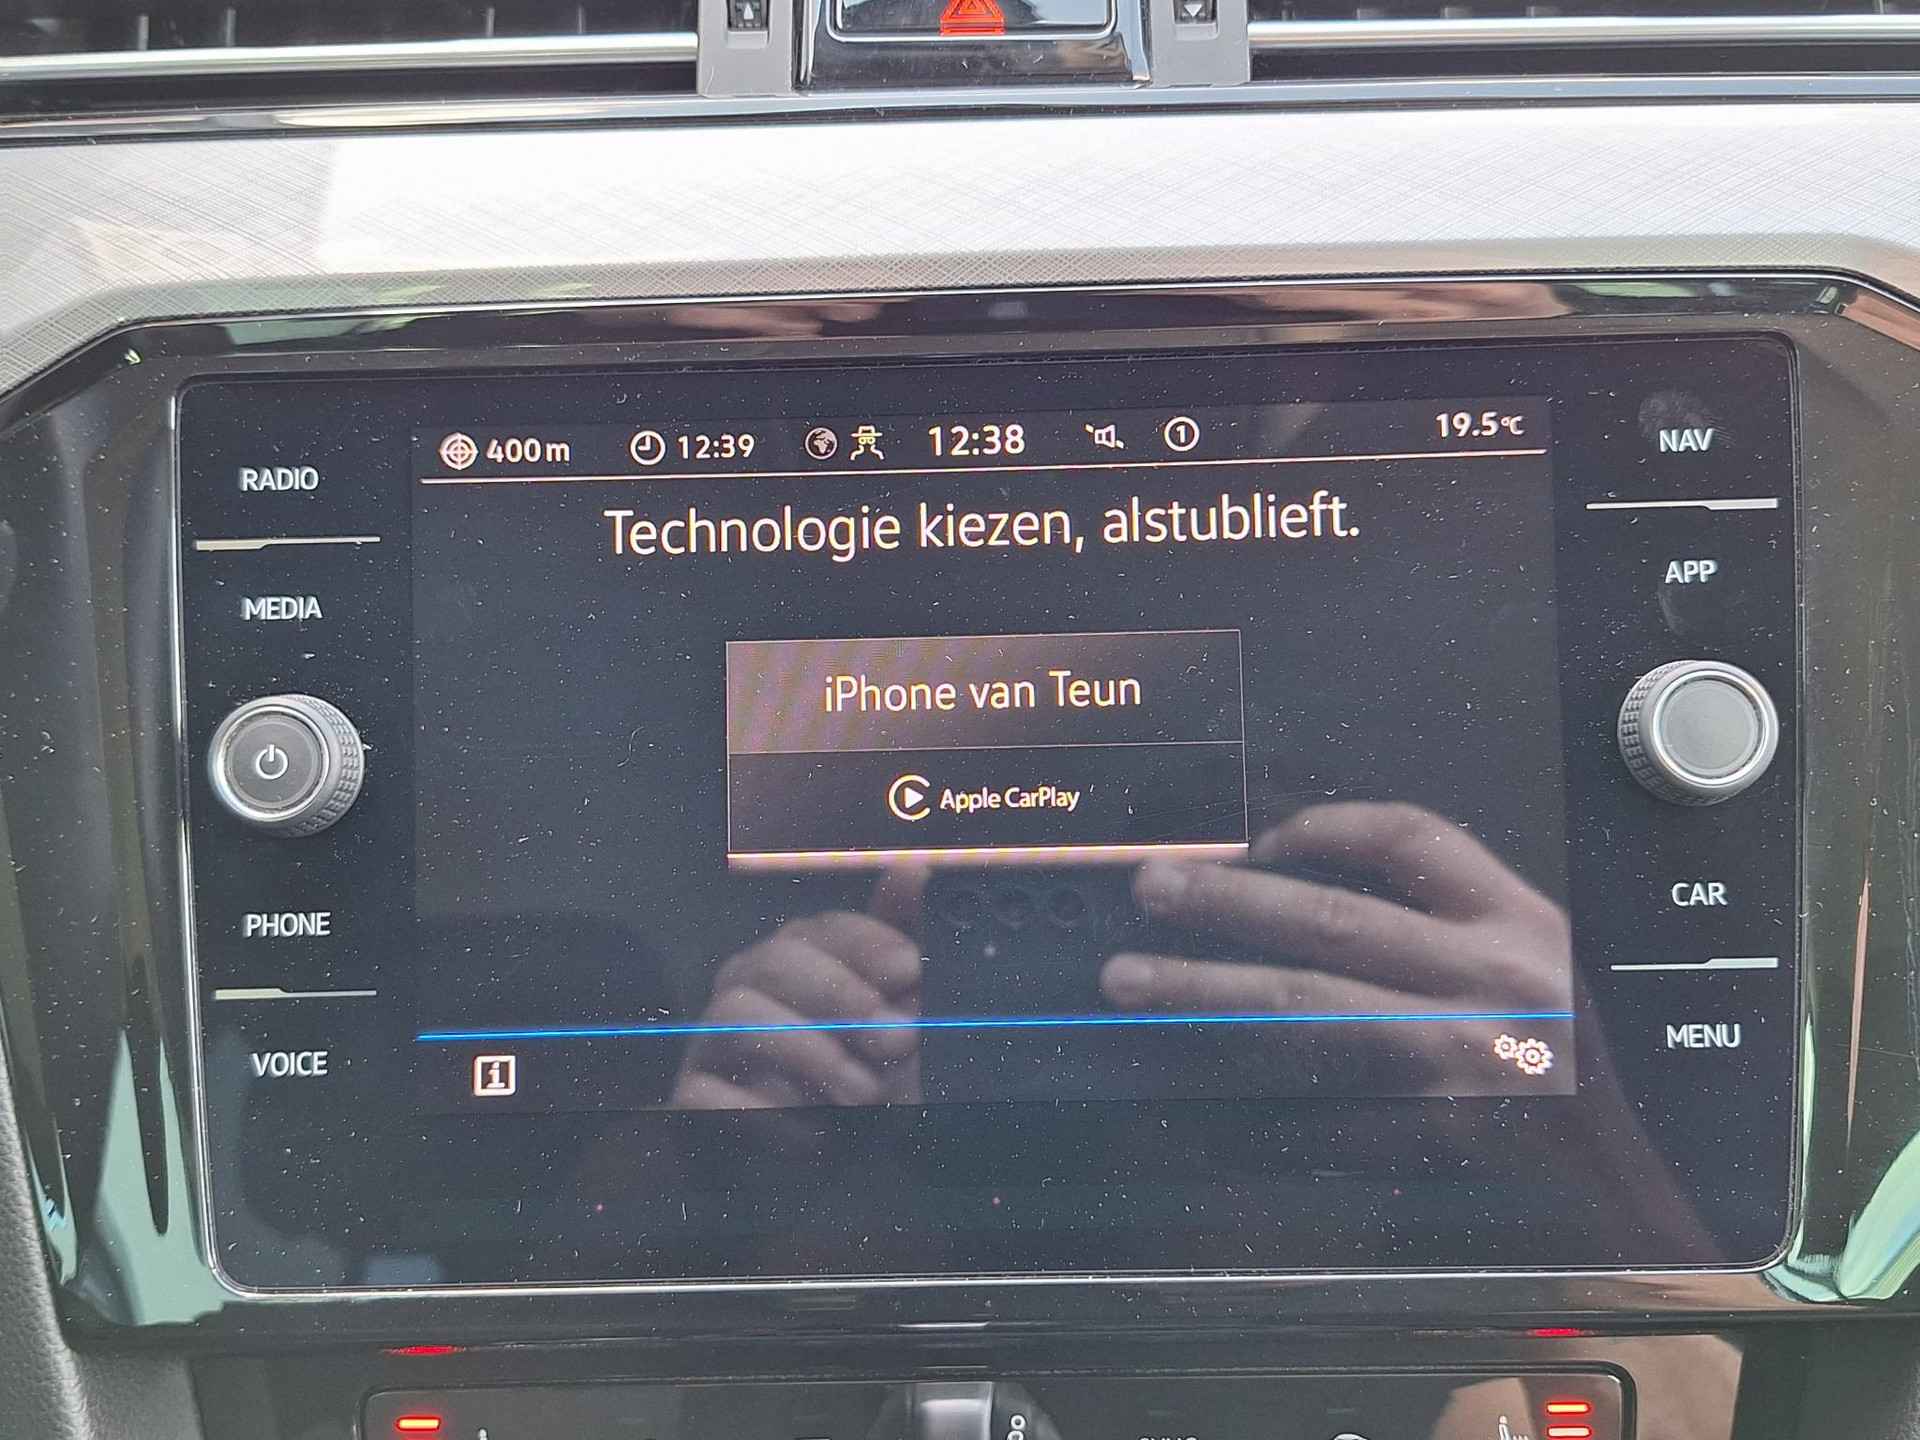 400m 12:39 12:38 1 19.5°C
Technologie kiezen, alstublieft.
iPhone van Teun
Apple CarPlay
i
RADIO
MEDIA
PHONE
VOICE
NAV
APP
CAR
MENU